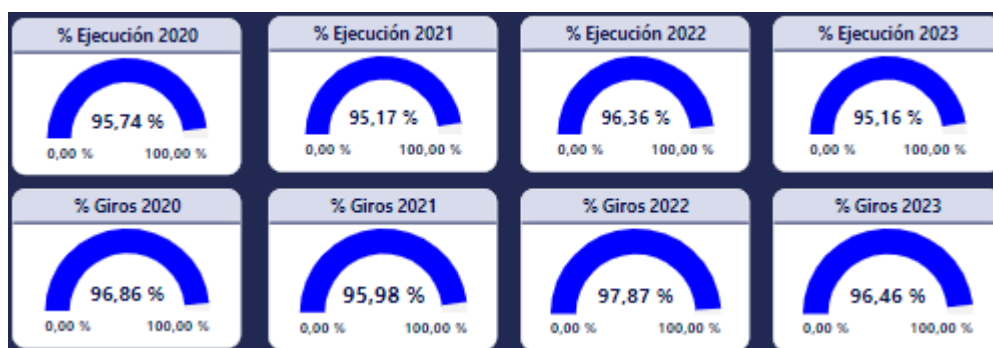 % Ejecución 2020
95,74 %
0,00 % 100,00 %
% Ejecución 2021
95,17 %
0,00 % 100,00 %
% Ejecución 2022
96,36 %
0,00 % 100,00 %
% Ejecución 2023
95,16 %
0,00 % 100,00 %
% Giros 2020
96,86 %
0,00 % 100,00 %
% Giros 2021
95,98 %
0,00 % 100,00 %
% Giros 2022
97,87 %
0,00 % 100,00 %
% Giros 2023
96,46 %
0,00 % 100,00 %